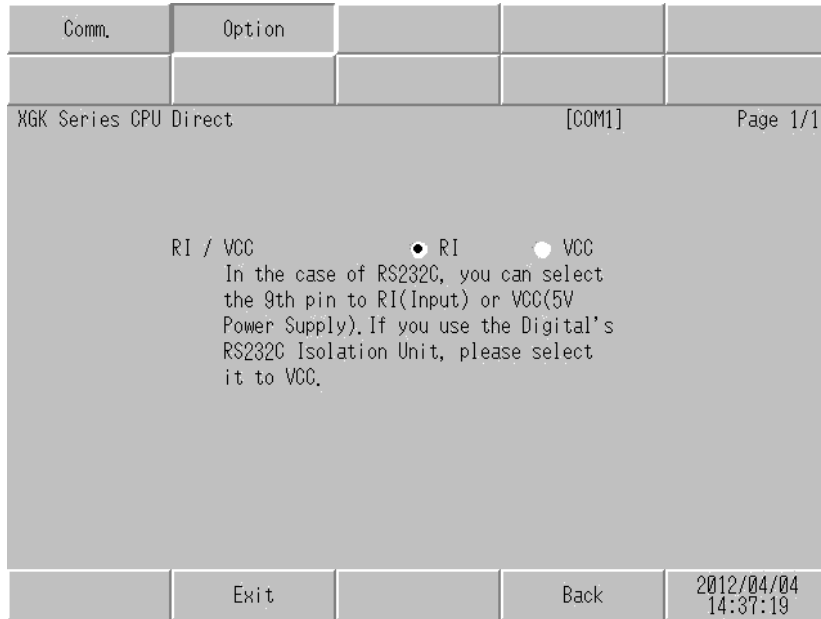 Comm. Option
XGK Series CPU Direct [COM1] Page 1/1
RI / VCC RI VCC
In the case of RS232C, you can select
the 9th pin to RI(Input) or VCC(5V
Power Supply).If you use the Digital's
RS232C Isolation Unit, please select
it to VCC.
Exit Back 2012/04/04
14:37:19